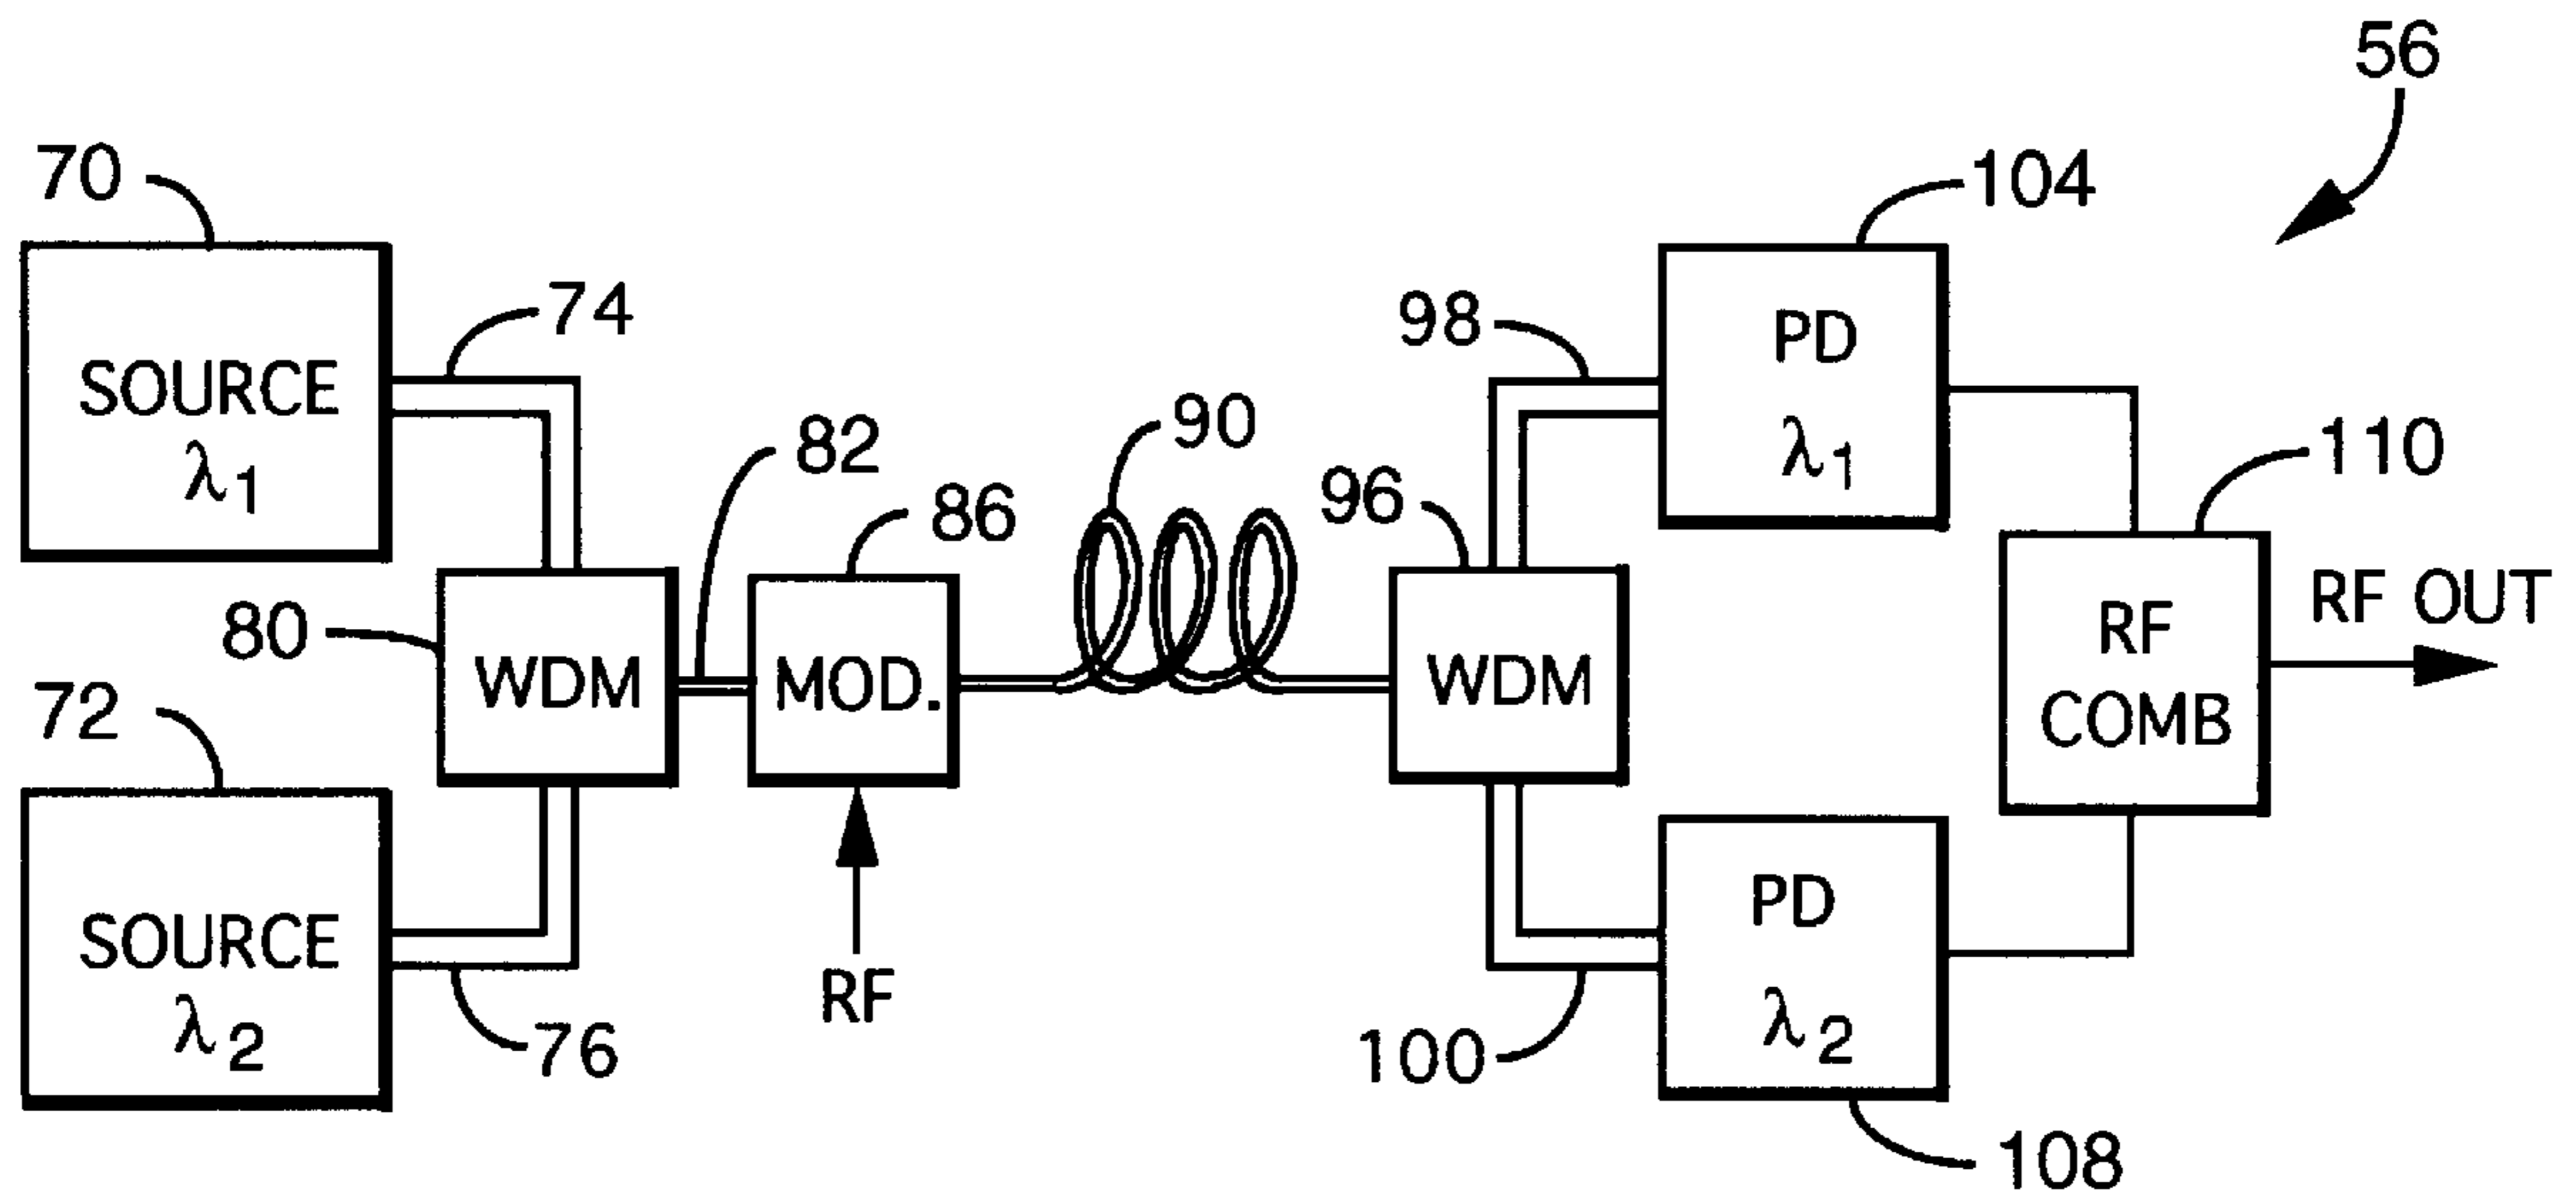 56
70
104
74
98
SOURCE
λ1
PD
λ1
82
90
110
86
96
80
WDM
MOD.
WDM
RF
COMB
RF OUT
72
SOURCE
λ2
76
RF
PD
λ2
100
108